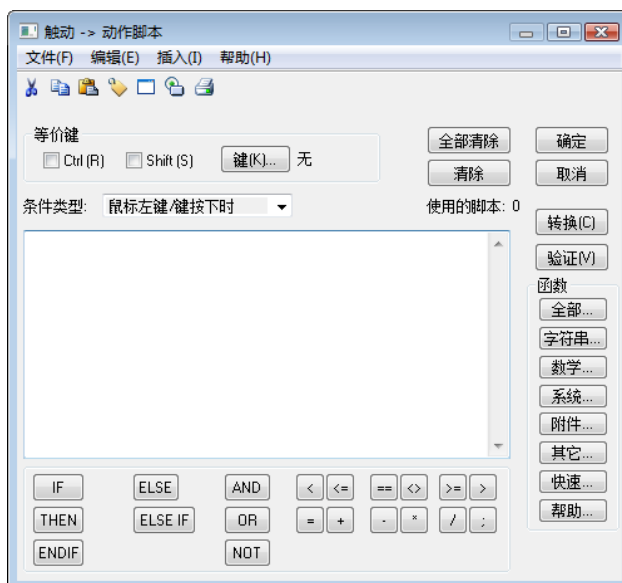 触动 -> 动作脚本
文件(F) 编辑(E) 插入(I) 帮助(H)
等价键
Ctrl (R) Shift (S) 键(K)... 无
全部清除 确定
清除 取消
条件类型: 鼠标左键/键按下时 使用的脚本: 0
转换(C)
验证(V)
函数
全部...
字符串...
数学...
系统...
附件...
其它...
快速...
帮助...
IF ELSE AND < <= == <> >= >
THEN ELSE IF OR = + - * / ;
ENDIF NOT